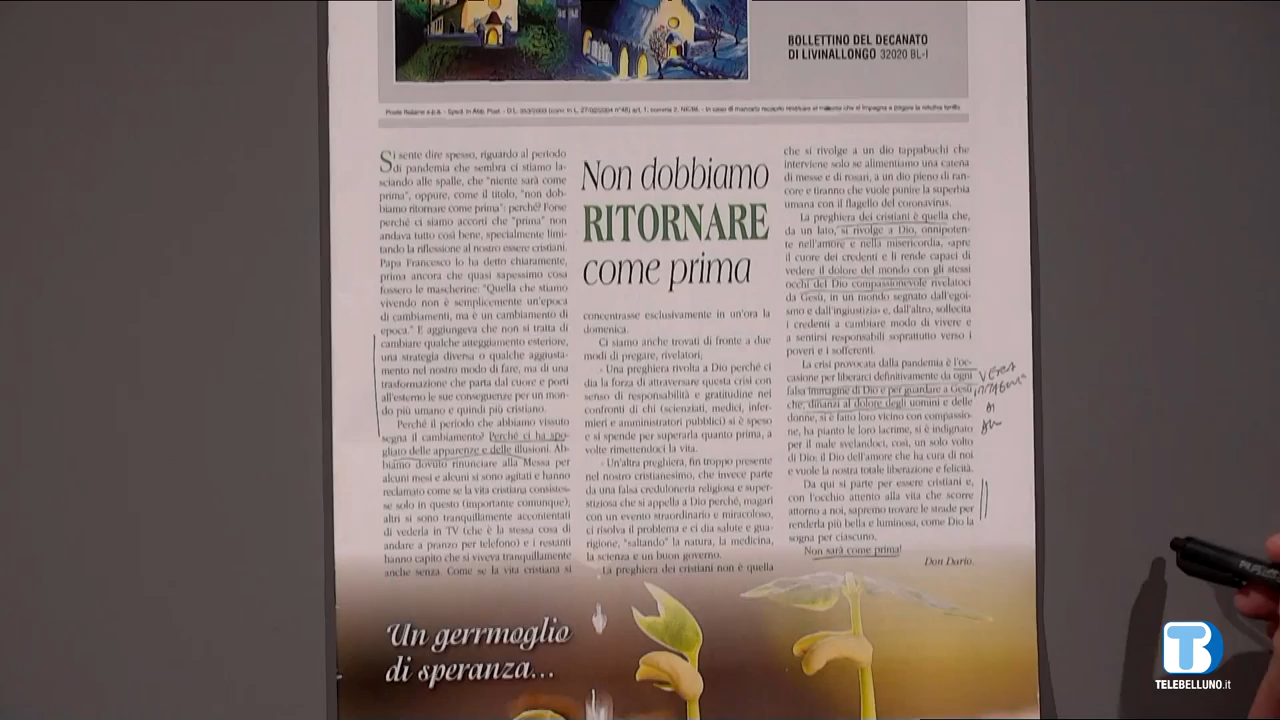 BOLLETTINO DEL DECANATO
DI LIVINALLONGO 32020 BL-I
Si sente dire spesso, riguardo al periodo
di pandemia che sembra ci stiamo la-
sciando alle spalle, che "niente sarà come
prima", oppure, come il titolo, "non dob-
biamo ritornare come prima": perché? Forse
perché ci siamo accorti che "prima" non
andava tutto così bene, specialmente limi-
tando la riflessione al nostro essere cristiani.
Papa Francesco lo ha detto chiaramente,
prima ancora che quasi sapessimo cosa
fossero le mascherine: "Quella che stiamo
vivendo non è semplicemente un'epoca
di cambiamenti, ma è un cambiamento di
epoca." E aggiungeva che non si tratta di
cambiare qualche atteggiamento esteriore,
una strategia diversa o qualche aggiusta-
mento nel nostro modo di fare, ma di una
trasformazione che parta dal cuore e porti
all'esterno le sue conseguenze per un mon-
do più umano e quindi più cristiano.
Perché il periodo che abbiamo vissuto
segna il cambiamento? Perché ci ha spo-
gliato delle apparenze e delle illusioni. Ab-
biamo dovuto rinunciare alla Messa per
alcuni mesi e alcuni si sono agitati e hanno
reclamato come se la vita cristiana consistes-
se solo in questo (importante comunque);
altri si sono tranquillamente accontentati
di vederla in TV (che è la stessa cosa di
andare a pranzo per telefono) e i restanti
hanno capito che si viveva tranquillamente
anche senza. Come se la vita cristiana si
Non dobbiamo
RITORNARE
come prima
concentrasse esclusivamente in un'ora la
domenica.
Ci siamo anche trovati di fronte a due
modi di pregare, rivelatori;
- Una preghiera rivolta a Dio perché ci
dia la forza di attraversare questa crisi con
senso di responsabilità e gratitudine nei
confronti di chi (scienziati, medici, infer-
mieri e amministratori pubblici) si è speso
e si spende per superarla quanto prima, a
volte rimettendoci la vita.
- Un'altra preghiera, fin troppo presente
nel nostro cristianesimo, che invece parte
da una falsa creduloneria religiosa e super-
stiziosa che si appella a Dio perché, magari
con un evento straordinario e miracoloso,
ci risolva il problema e ci dia salute e gua-
rigione, "saltando" la natura, la medicina,
la scienza e un buon governo.
La preghiera dei cristiani non è quella
che si rivolge a un dio tappabuchi che
interviene solo se alimentiamo una catena
di messe e di rosari, a un dio pieno di ran-
core e tiranno che vuole punire la superbia
umana con il flagello del coronavirus.
La preghiera dei cristiani è quella che,
da un lato, si rivolge a Dio, onnipoten-
te nell'amore e nella misericordia, «apre
il cuore dei credenti e li rende capaci di
vedere il dolore del mondo con gli stessi
occhi del Dio compassionevole rivelatoci
da Gesù, in un mondo segnato dall'egoi-
smo e dall'ingiustizia» e, dall'altro, sollecita
i credenti a cambiare modo di vivere e
a sentirsi responsabili soprattutto verso i
poveri e i sofferenti.
La crisi provocata dalla pandemia è l'oc-
casione per liberarci definitivamente da ogni
falsa immagine di Dio e per guardare a Gesù
che, dinanzi al dolore degli uomini e delle
donne, si è fatto loro vicino con compassio-
ne, ha pianto le loro lacrime, si è indignato
per il male svelandoci, così, un solo volto
di Dio: il Dio dell'amore che ha cura di noi
e vuole la nostra totale liberazione e felicità.
Da qui si parte per essere cristiani e,
con l'occhio attento alla vita che scorre
attorno a noi, sapremo trovare le strade per
renderla più bella e luminosa, come Dio la
sogna per ciascuno.
Non sarà come prima!
Don Dario.
VERA
Un gerrmoglio
di speranza...
TELEBELLUNO.it